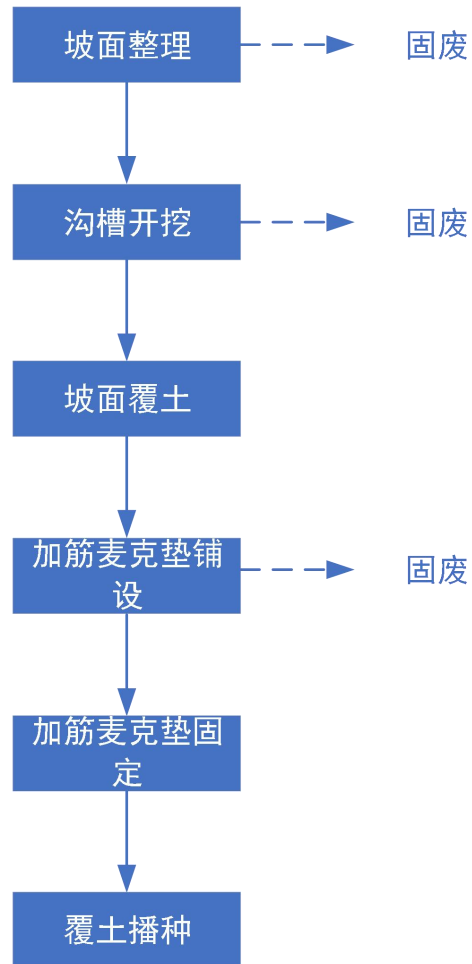 坡面整理
固废
沟槽开挖
固废
坡面覆土
加筋麦克垫铺
设
固废
加筋麦克垫固
定
覆土播种